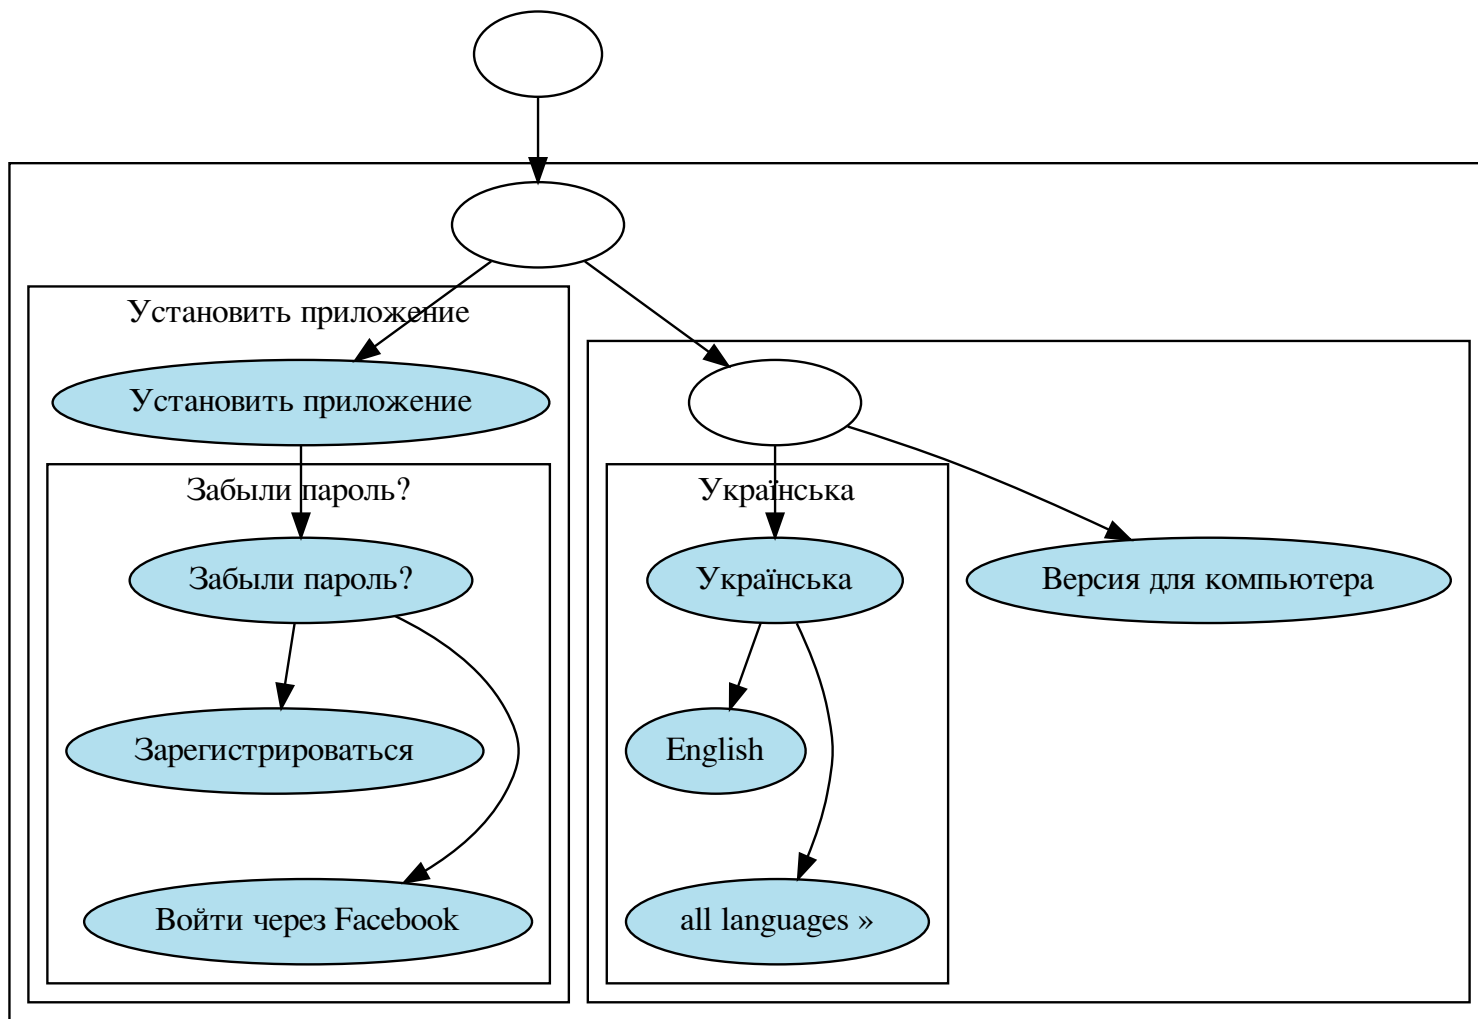 Установить приложение
Установить приложение
Забыли пароль?
Забыли пароль?
Зарегистрироваться
Войти через Facebook
Українська
Українська
English
all languages »
Версия для компьютера